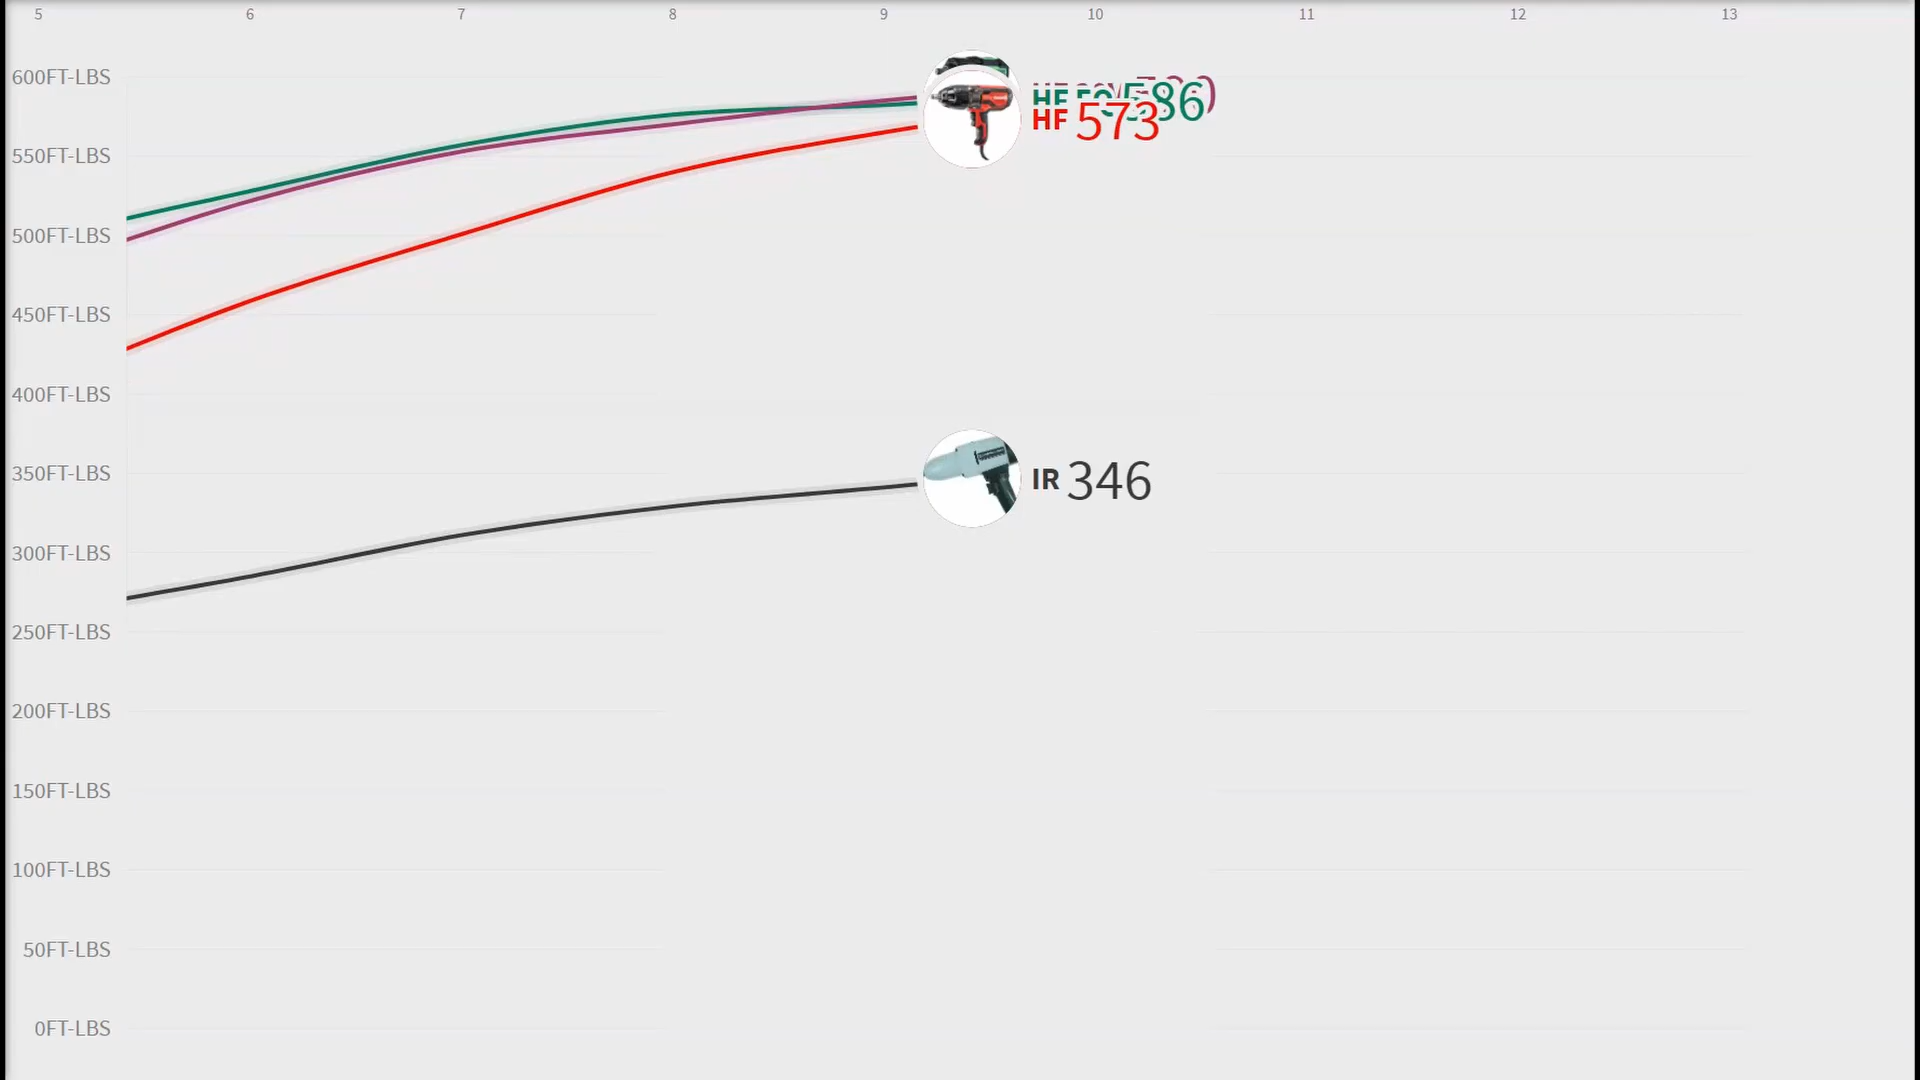 5 6 7 8 9 10 11 12 13
600FT-LBS
HF 586
HF 573
550FT-LBS
500FT-LBS
450FT-LBS
400FT-LBS
350FT-LBS
IR 346
300FT-LBS
250FT-LBS
200FT-LBS
150FT-LBS
100FT-LBS
50FT-LBS
0FT-LBS